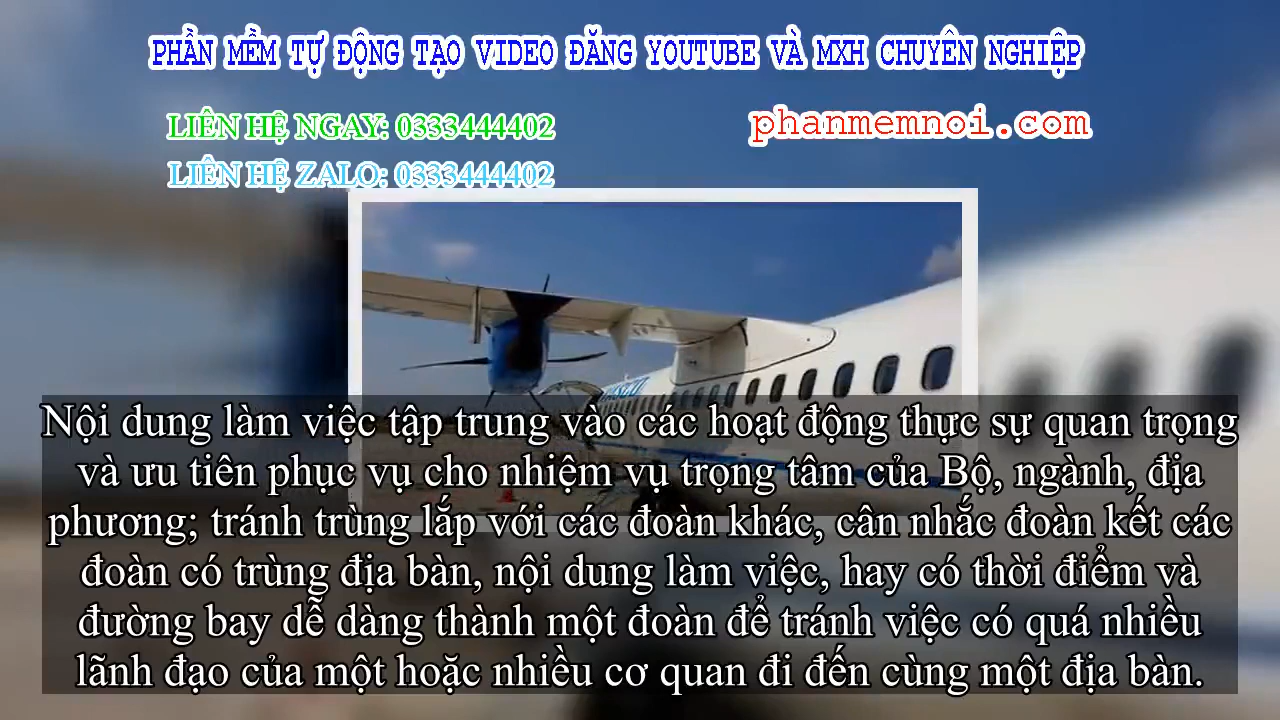 PHẦN MỀM TỰ ĐỘNG TẠO VIDEO ĐĂNG YOUTUBE VÀ MXH CHUYÊN NGHIỆP
LIÊN HỆ NGAY: 0333444402
phanmemnoi.com
LIÊN HỆ ZALO: 0333444402
Nội dung làm việc tập trung vào các hoạt động thực sự quan trọng
và ưu tiên phục vụ cho nhiệm vụ trọng tâm của Bộ, ngành, địa
phương; tránh trùng lắp với các đoàn khác, cân nhắc đoàn kết các
đoàn có trùng địa bàn, nội dung làm việc, hay có thời điểm và
đường bay dễ dàng thành một đoàn để tránh việc có quá nhiều
lãnh đạo của một hoặc nhiều cơ quan đi đến cùng một địa bàn.